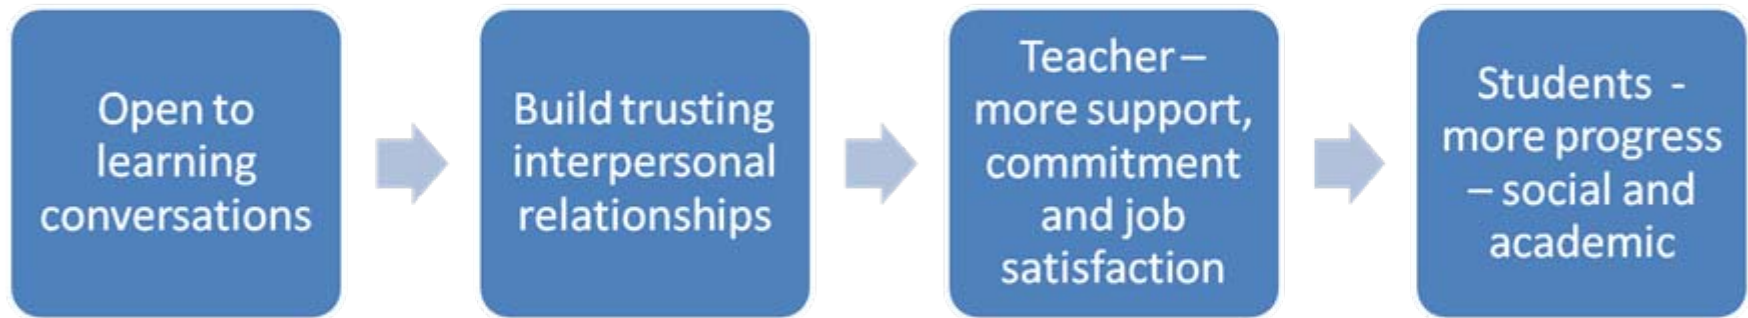 Open to
learning
conversations
Build trusting
interpersonal
relationships
Teacher –
more support,
commitment
and job
satisfaction
Students -
more progress
– social and
academic